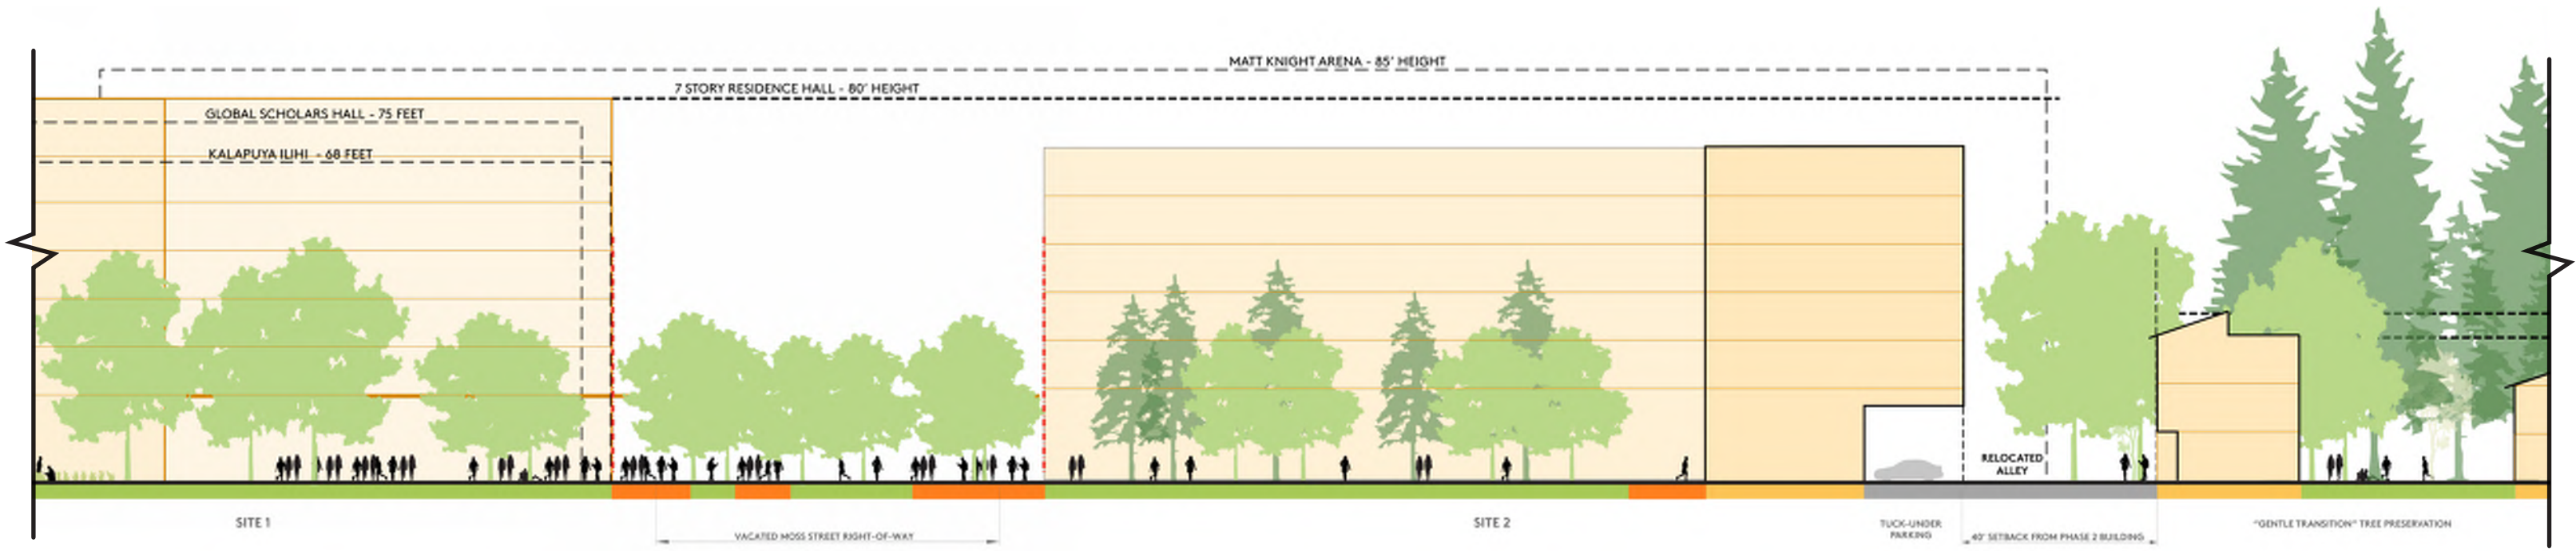 MATT KNIGHT ARENA - 85' HEIGHT
7 STORY RESIDENCE HALL - 80' HEIGHT
GLOBAL SCHOLARS HALL - 75 FEET
KALAPUYA ILIHI - 68 FEET
RELOCATED
ALLEY
SITE 1
VACATED MOSS STREET RIGHT-OF-WAY
SITE 2
TUCK-UNDER
PARKING
40' SETBACK FROM PHASE 2 BUILDING
"GENTLE TRANSITION" TREE PRESERVATION